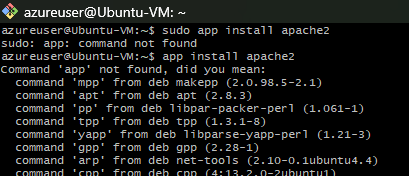 azureuser@Ubuntu-VM: ~
azureuser@Ubuntu-VM:~$ sudo app install apache2
sudo: app: command not found
azureuser@Ubuntu-VM:~$ app install apache2
Command 'app' not found, did you mean:
command 'mpp' from deb makepp (2.0.98.5-2.1)
command 'apt' from deb apt (2.8.3)
command 'pp' from deb libpar-packer-perl (1.061-1)
command 'tpp' from deb tpp (1.3.1-8)
command 'yapp' from deb libparse-yapp-perl (1.21-3)
command 'gpp' from deb gpp (2.28-1)
command 'arp' from deb net-tools (2.10-0.1ubuntu4.4)
command 'cpp' from deb cpp (4:13.2.0-2ubuntu1)